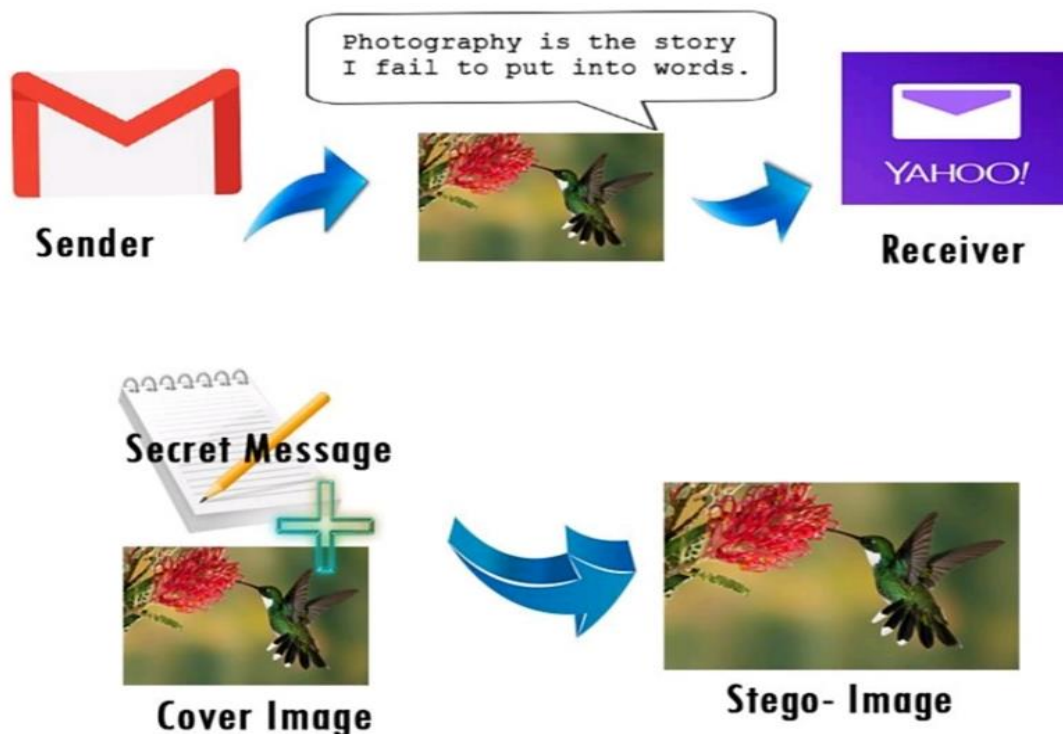 Photography is the story
I fail to put into words.
YAHOO!
Sender
Receiver
Secret Message
Cover Image
Stego- Image